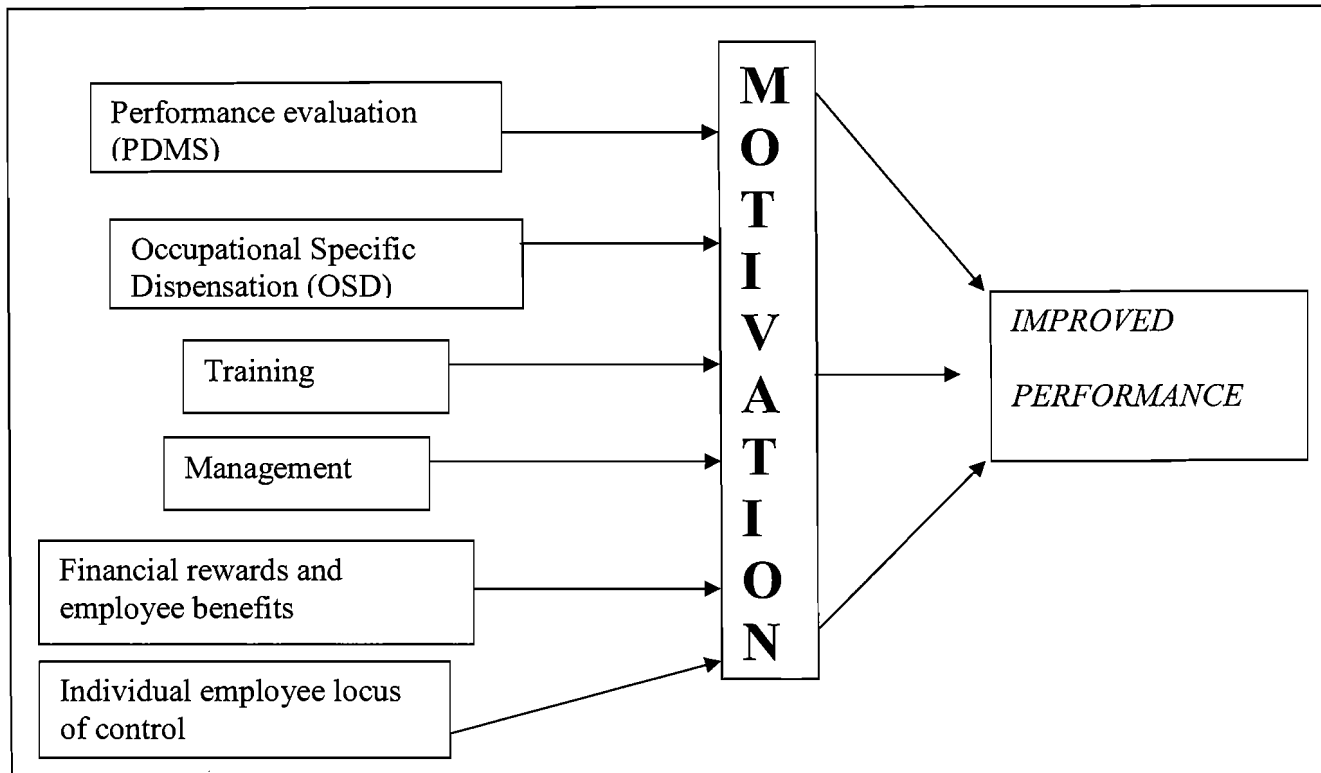 Performance evaluation
(PDMS)
Occupational Specific
Dispensation (OSD)
Training
Management
Financial rewards and
employee benefits
Individual employee locus
of control
MOTIVATION
IMPROVED
PERFORMANCE